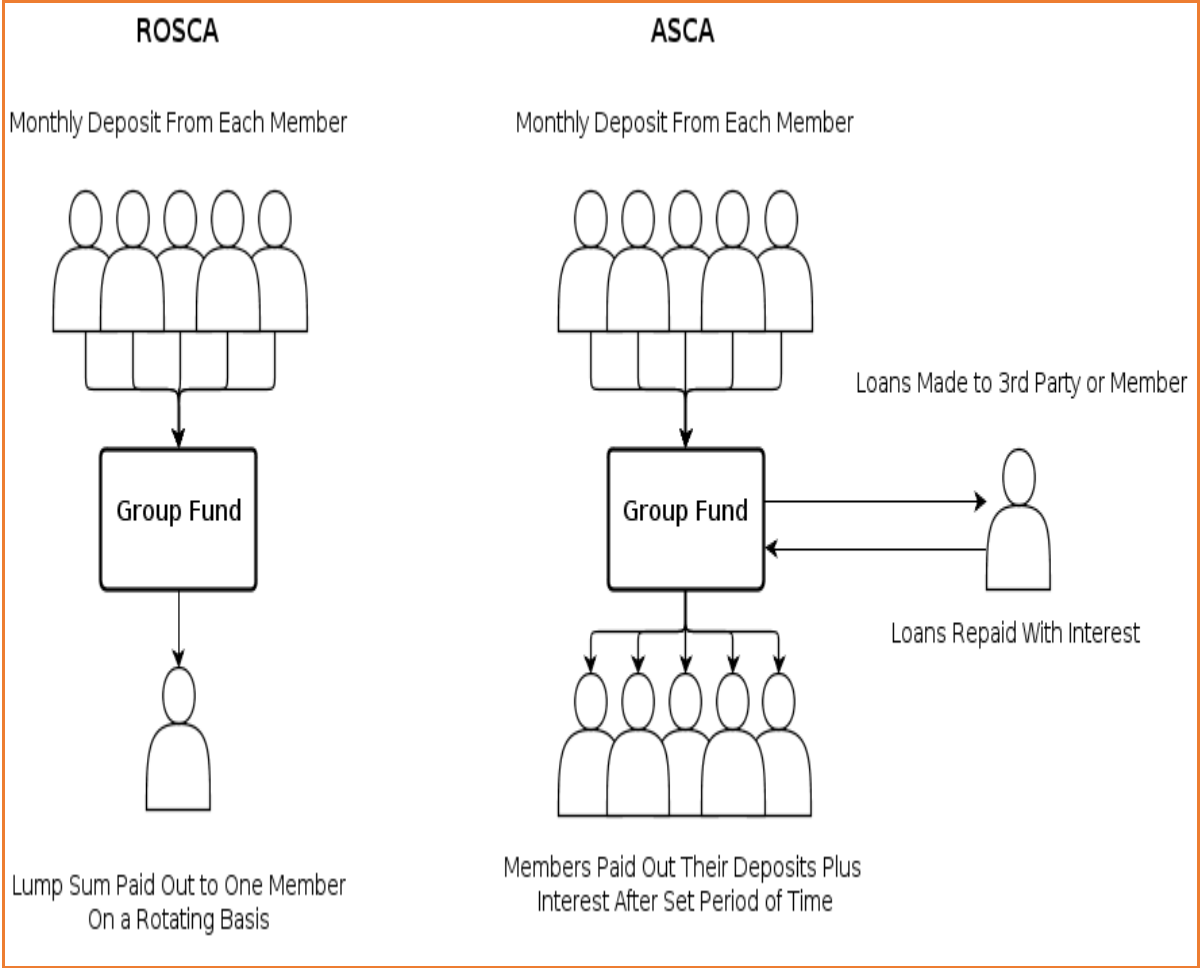 ROSCA
Monthly Deposit From Each Member
Group Fund
Lump Sum Paid Out to One Member
On a Rotating Basis
ASCA
Monthly Deposit From Each Member
Loans Made to 3rd Party or Member
Group Fund
Loans Repaid With Interest
Members Paid Out Their Deposits Plus
Interest After Set Period of Time